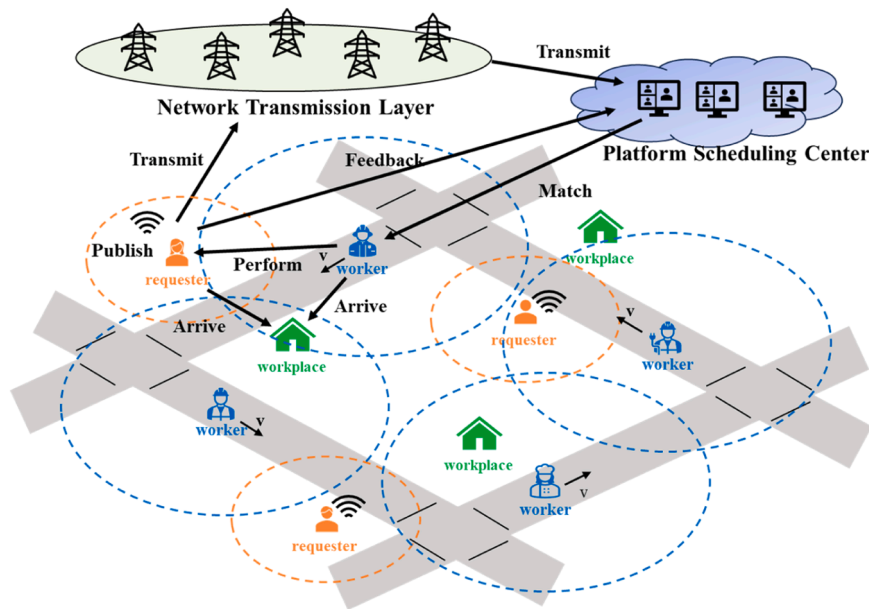 Transmit
Network Transmission Layer
Platform Scheduling Center
Transmit
Feedback
Match
Publish
requester
Perform
v
worker
workplace
Arrive
Arrive
workplace
requester
v
worker
worker
v
workplace
worker
v
requester